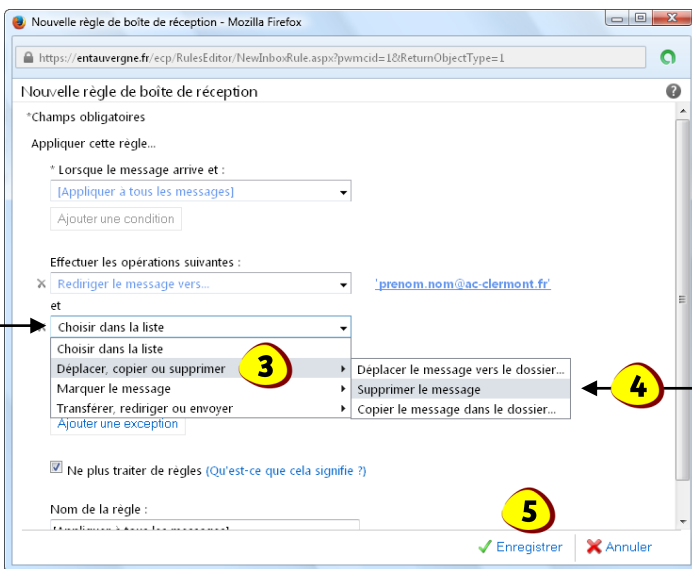 Nouvelle règle de boîte de réception - Mozilla Firefox
https://entauvergne.fr/ecp/RulesEditor/NewInboxRule.aspx?pwmcid=1&ReturnObjectType=1
Nouvelle règle de boîte de réception
*Champs obligatoires
Appliquer cette règle...
* Lorsque le message arrive et :
[Appliquer à tous les messages]
Ajouter une condition
Effectuer les opérations suivantes :
Rediriger le message vers... 'prenom.nom@ac-clermont.fr'
et
Choisir dans la liste
Choisir dans la liste
Déplacer, copier ou supprimer 3 Déplacer le message vers le dossier...
Marquer le message Supprimer le message 4
Transférer, rediriger ou envoyer Copier le message dans le dossier...
Ajouter une exception
Ne plus traiter de règles (Qu'est-ce que cela signifie ?)
Nom de la règle :
[Appliquer à tous les messages]
5
Enregistrer Annuler